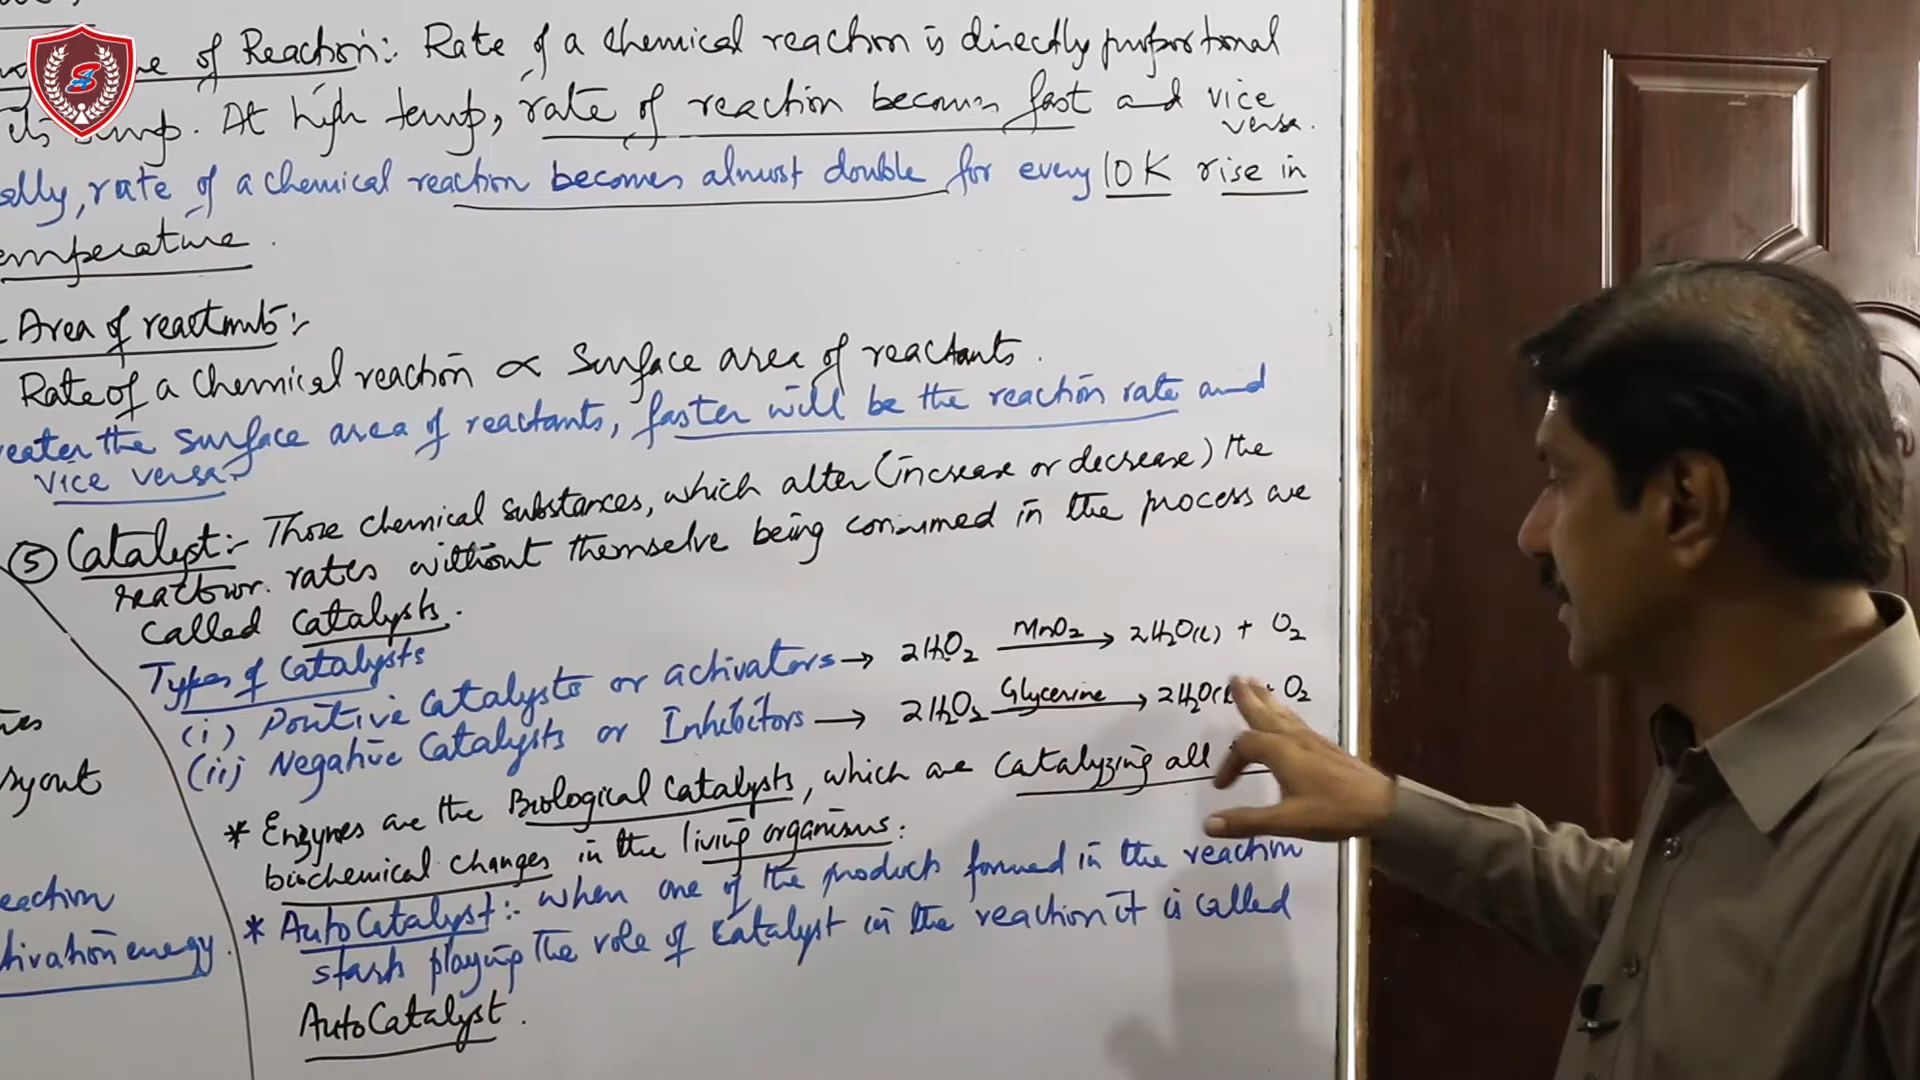 of Reaction:- Rate of a chemical reaction is directly proportional
temp. At high temp, rate of reaction becomes fast and vice
versa.
rate of a chemical reaction becomes almost double for every 10K rise in
emperature.
Area of reactants:-
Rate of a chemical reaction ∝ Surface area of reactants.
reater the surface area of reactants, faster will be the reaction rate and
vice versa.
⑤ Catalyst:- Those chemical substances, which alter (increase or decrease) the
reaction rates without themselve being consumed in the process are
called catalysts.
Types of Catalysts
(i) Positive Catalysts or activators → 2H₂O₂ MnO₂ → 2H₂O(l) + O₂
(ii) Negative Catalysts or Inhibitors → 2H₂O₂ Glycerine → 2H₂O(l) + O₂
* Enzymes are the Biological Catalysts, which are catalyzing all
biochemical changes in the living organisms.
* AutoCatalyst:- when one of the products formed in the reaction
starts playing the role of catalyst in the reaction it is called
AutoCatalyst.
eaction
tivation energy.